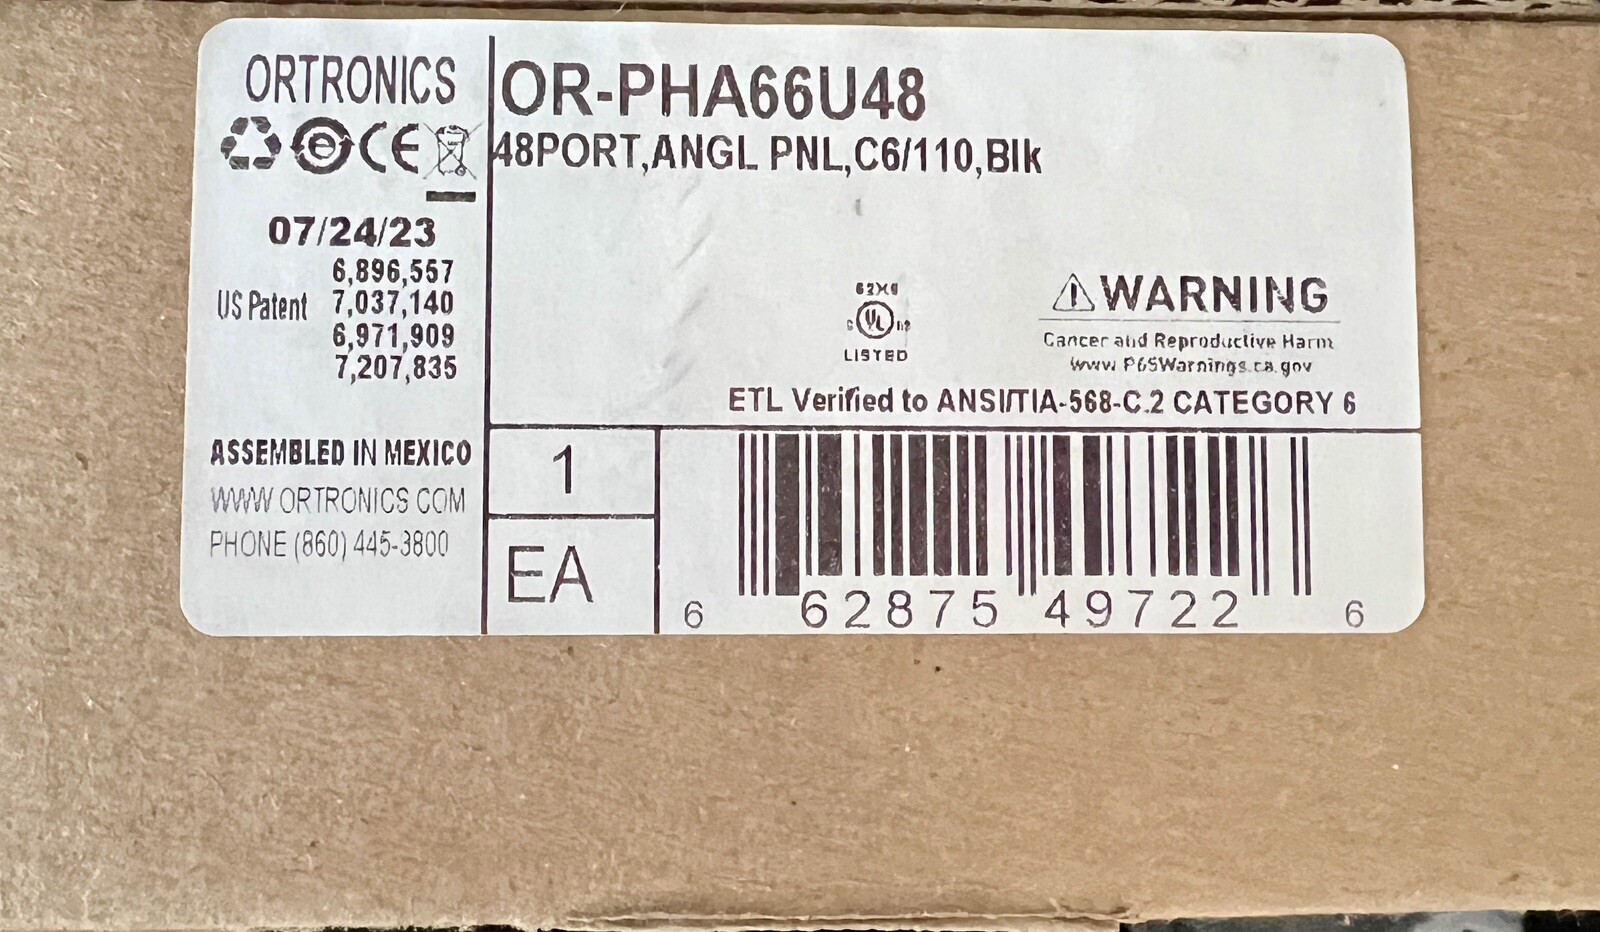 ORTRONICS
CE
07/24/23
US Patent
6,896,557
7,037,140
6,971,909
7,207,835
ASSEMBLED IN MEXICO
WWW ORTRONICS COM
PHONE (860) 445-3800
OR-PHA66U48
48PORT,ANGL PNL,C6/110,Blk
UL
LISTED
WARNING
Cancer and Reproductive Harm
www P65Warnings.ca.gov
ETL Verified to ANSI/TIA-568-C.2 CATEGORY 6
1
EA
6 62875 49722 6